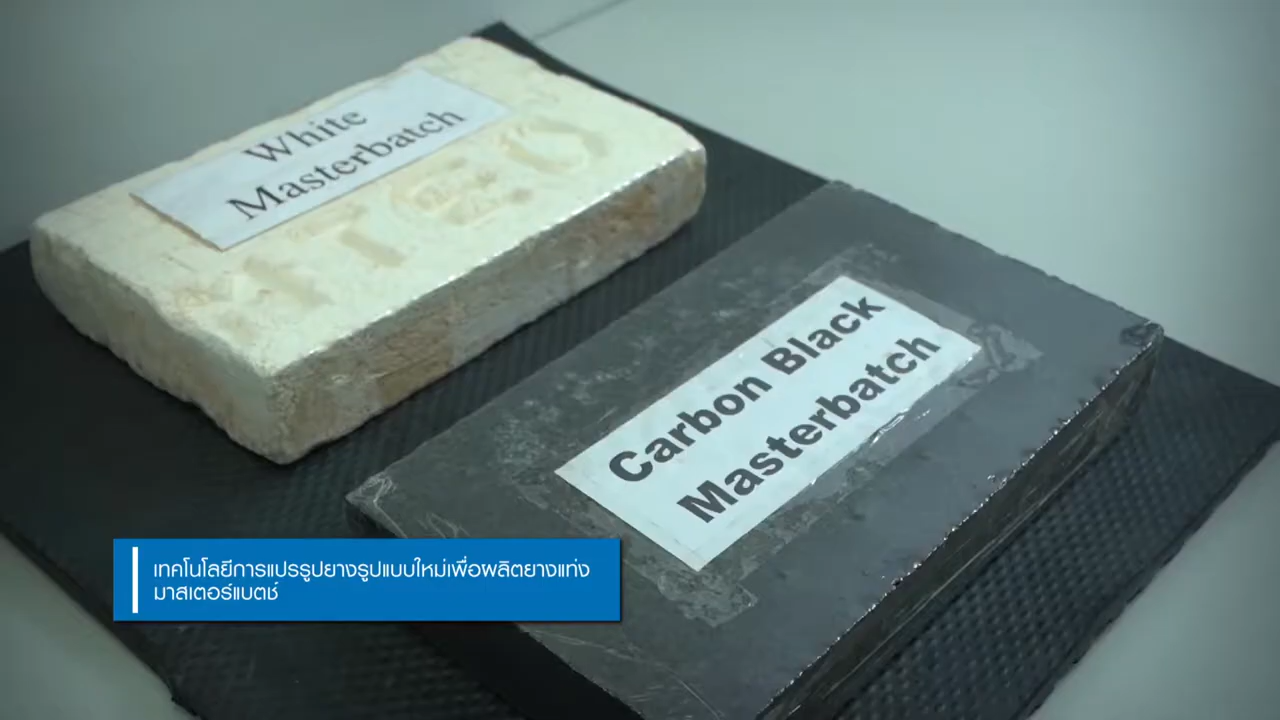 White
Masterbatch
Carbon Black
Masterbatch
เทคโนโลยีการแปรรูปยางรูปแบบใหม่เพื่อผลิตยางแท่ง
มาสเตอร์แบตช์